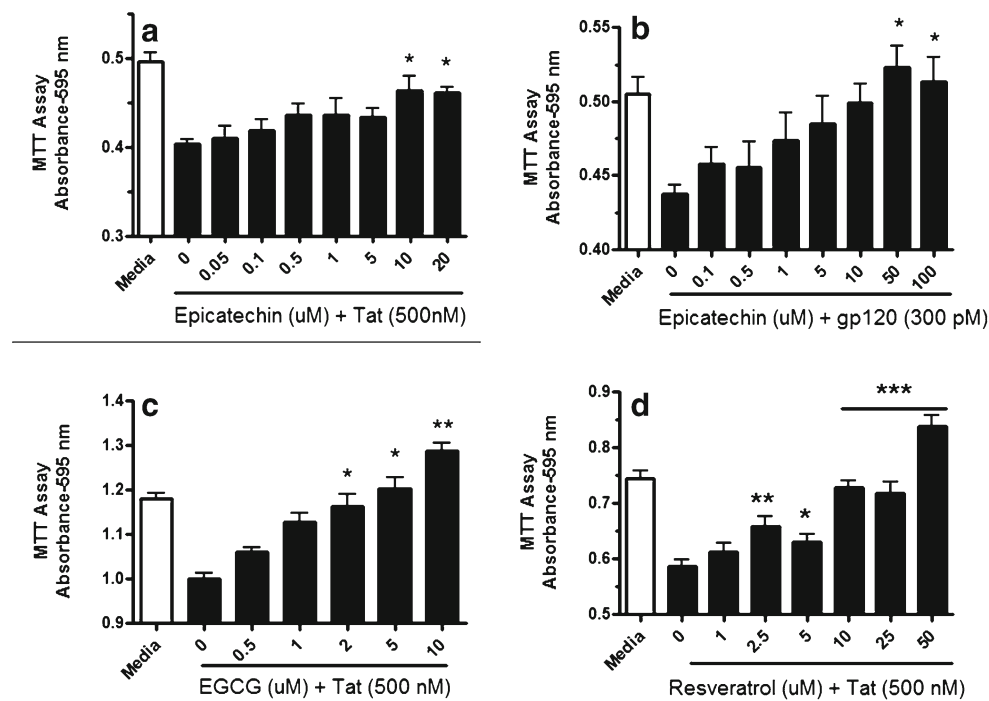 a
MTT Assay
Absorbance-595 nm
0.5
0.4
0.3
* *
Media 0 0.05 0.1 0.5 1 5 10 20
Epicatechin (uM) + Tat (500nM)
b
MTT Assay
Absorbance-595 nm
0.55
0.50
0.45
0.40
* *
Media 0 0.1 0.5 1 5 10 50 100
Epicatechin (uM) + gp120 (300 pM)
c
MTT Assay
Absorbance-595 nm
1.4
1.3
1.2
1.1
1.0
0.9
* * **
Media 0 0.5 1 2 5 10
EGCG (uM) + Tat (500 nM)
d
MTT Assay
Absorbance-595 nm
0.9
0.8
0.7
0.6
0.5
** * ***
Media 0 1 2.5 5 10 25 50
Resveratrol (uM) + Tat (500 nM)